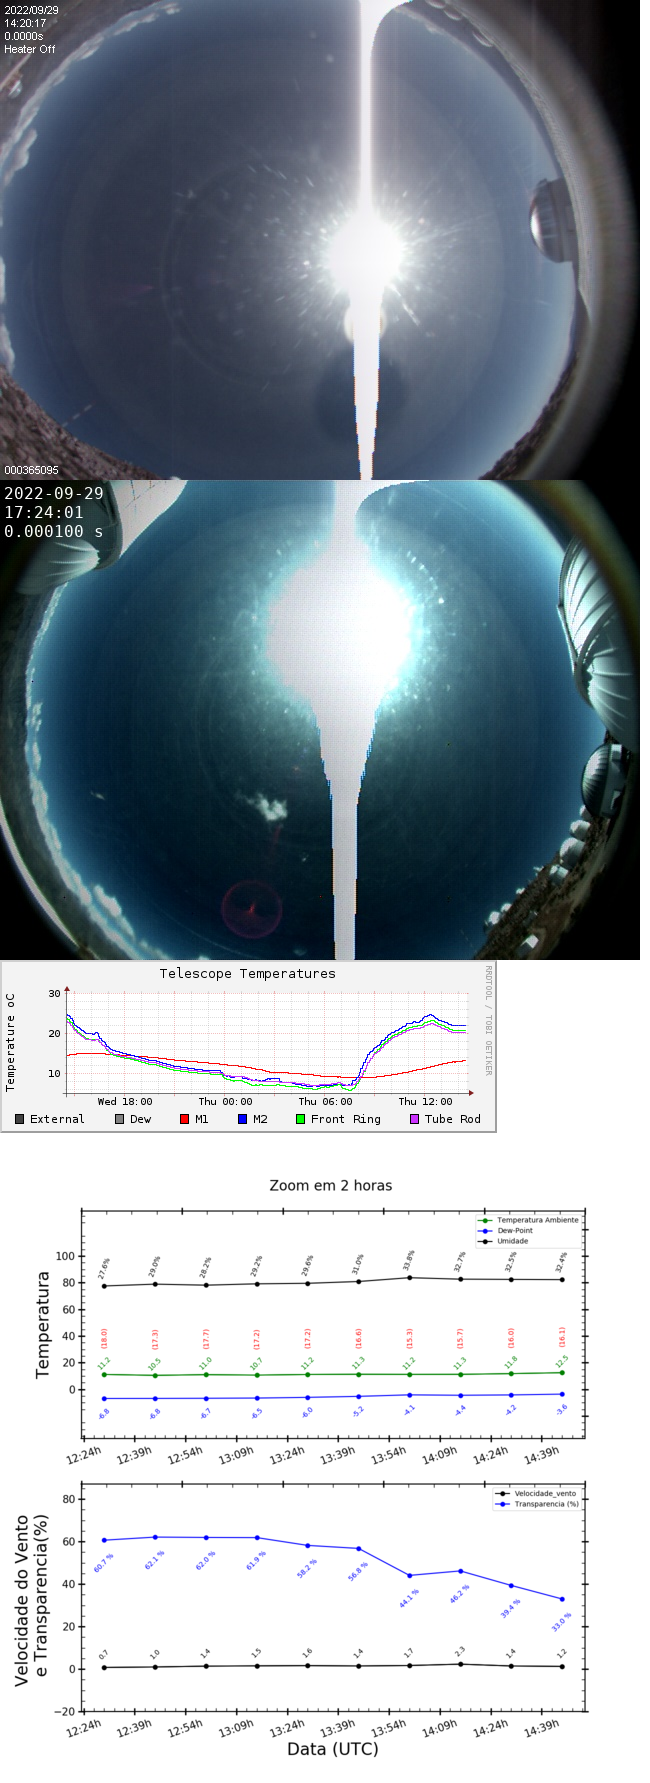 2022/09/29
14:20:17
0.0000s
Heater Off
000365095
2022-09-29
17:24:01
0.000100 s
Telescope Temperatures
RRDTOOL / TOBI OETIKER
Temperature oC
30
20
10
Wed 18:00 Thu 00:00 Thu 06:00 Thu 12:00
External Dew M1 M2 Front Ring Tube Rod
Zoom em 2 horas
Temperatura Ambiente
Dew-Point
Umidade
Temperatura
100
80
60
40
20
0
27.6% 29.0% 28.2% 29.2% 29.6% 31.0% 33.8% 32.7% 32.5% 32.4%
(18.0) (17.3) (17.7) (17.2) (17.2) (16.6) (15.3) (15.7) (16.0) (16.1)
11.2 10.5 11.0 10.7 11.2 11.3 11.2 11.3 11.8 12.5
-6.8 -6.8 -6.7 -6.5 -6.0 -5.2 -4.1 -4.4 -4.2 -3.6
12:24h 12:39h 12:54h 13:09h 13:24h 13:39h 13:54h 14:09h 14:24h 14:39h
Velocidade_vento
Transparencia (%)
Velocidade do Vento
e Transparencia(%)
80
60
40
20
0
−20
60.7 % 62.1 % 62.0 % 61.9 % 58.2 % 56.8 % 44.1 % 46.2 % 39.4 % 33.0 %
0.7 1.0 1.4 1.5 1.6 1.4 1.7 2.3 1.4 1.2
12:24h 12:39h 12:54h 13:09h 13:24h 13:39h 13:54h 14:09h 14:24h 14:39h
Data (UTC)